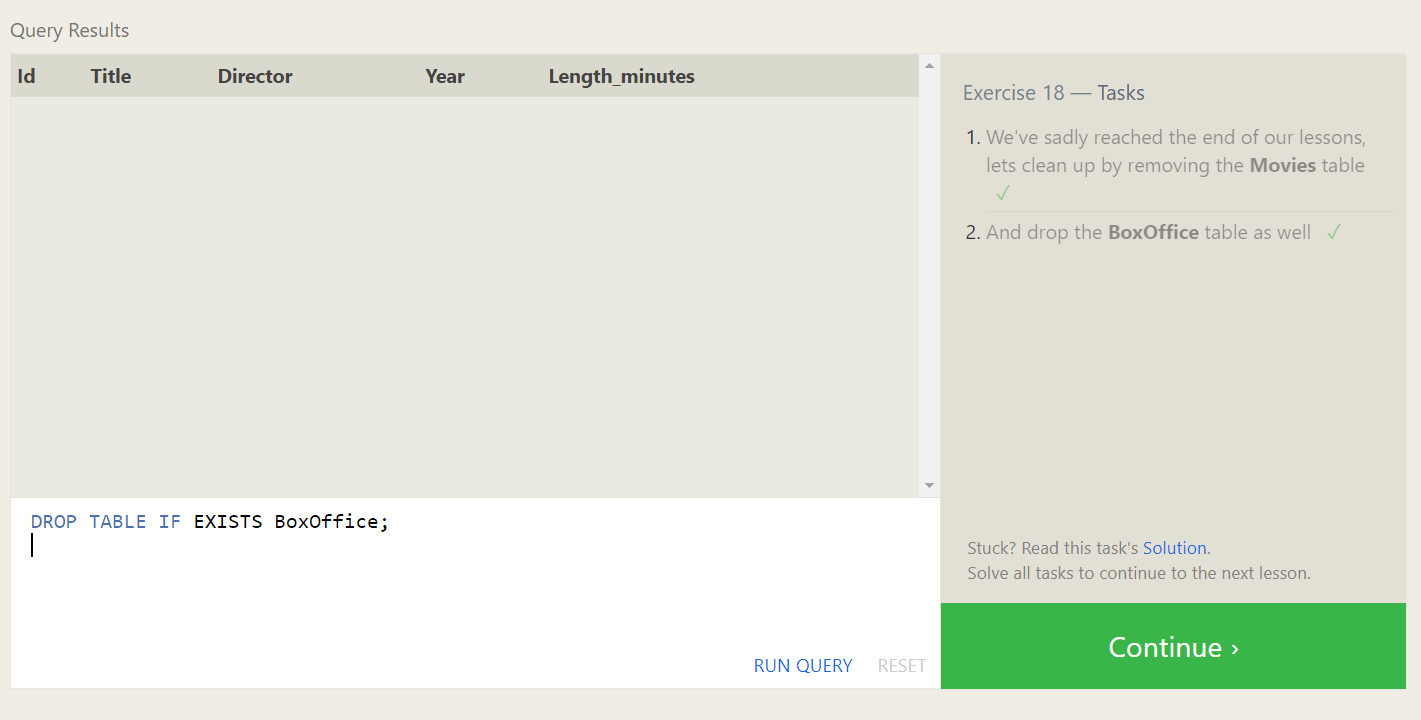 Query Results
Id Title Director Year Length_minutes
DROP TABLE IF EXISTS BoxOffice;
RUN QUERY RESET
Exercise 18 — Tasks
1. We've sadly reached the end of our lessons,
lets clean up by removing the Movies table
✓
2. And drop the BoxOffice table as well ✓
Stuck? Read this task's Solution.
Solve all tasks to continue to the next lesson.
Continue ›